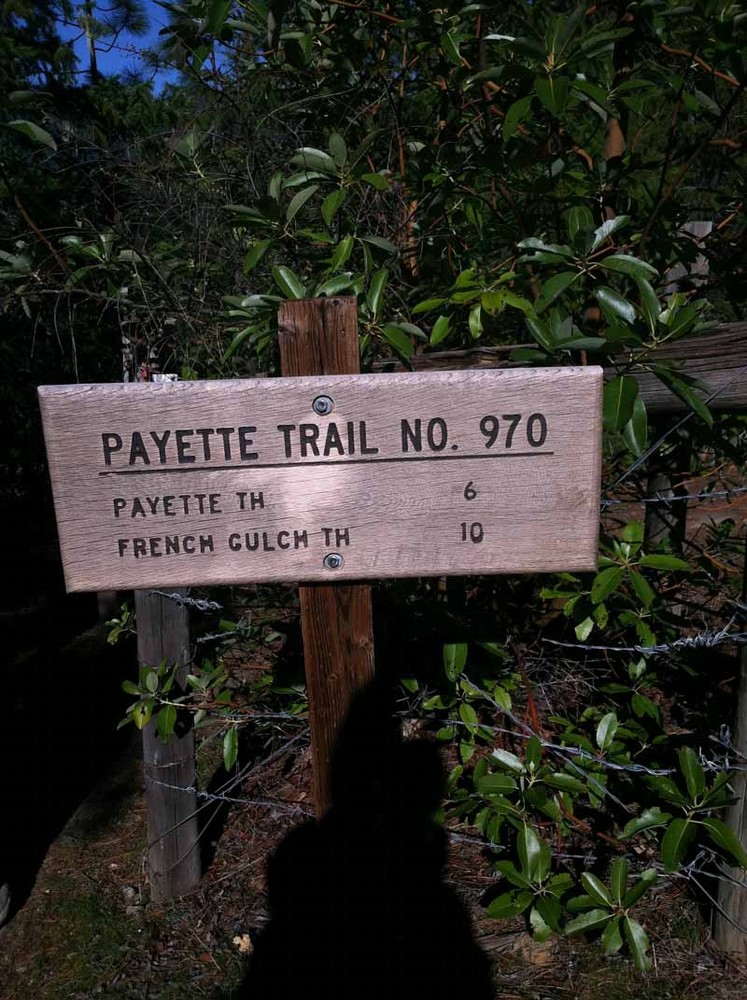 PAYETTE TRAIL NO. 970
PAYETTE TH 6
FRENCH GULCH TH 10